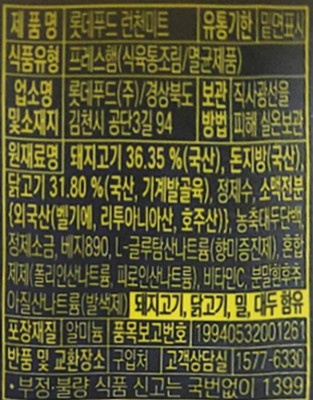 제품명 롯데푸드 런천미트 유통기한 밑면표시
식품유형 프레스햄(식육통조림/멸균제품)
업소명 롯데푸드(주)/경상북도 보관 직사광선을
및소재지 김천시 공단3길 94 방법 피해 실온보관
원재료명 돼지고기 36.35 %(국산), 돈지방(국산),
닭고기 31.80 %(국산, 기계발골육), 정제수, 소맥전분
{외국산(벨기에, 리투아니아산, 호주산)}, 농축대두단백,
정제소금, 베지890, L-글루탐산나트륨(향미증진제), 혼합
제제(폴리인산나트륨, 피로인산나트륨), 비타민C, 분말흰후추
아질산나트륨(발색제) 돼지고기, 닭고기, 밀, 대두 함유
포장재질 알미늄 품목보고번호 19940532001261
반품 및 교환장소 구입처 고객상담실 1577-6330
· 부정·불량 식품 신고는 국번없이 1399